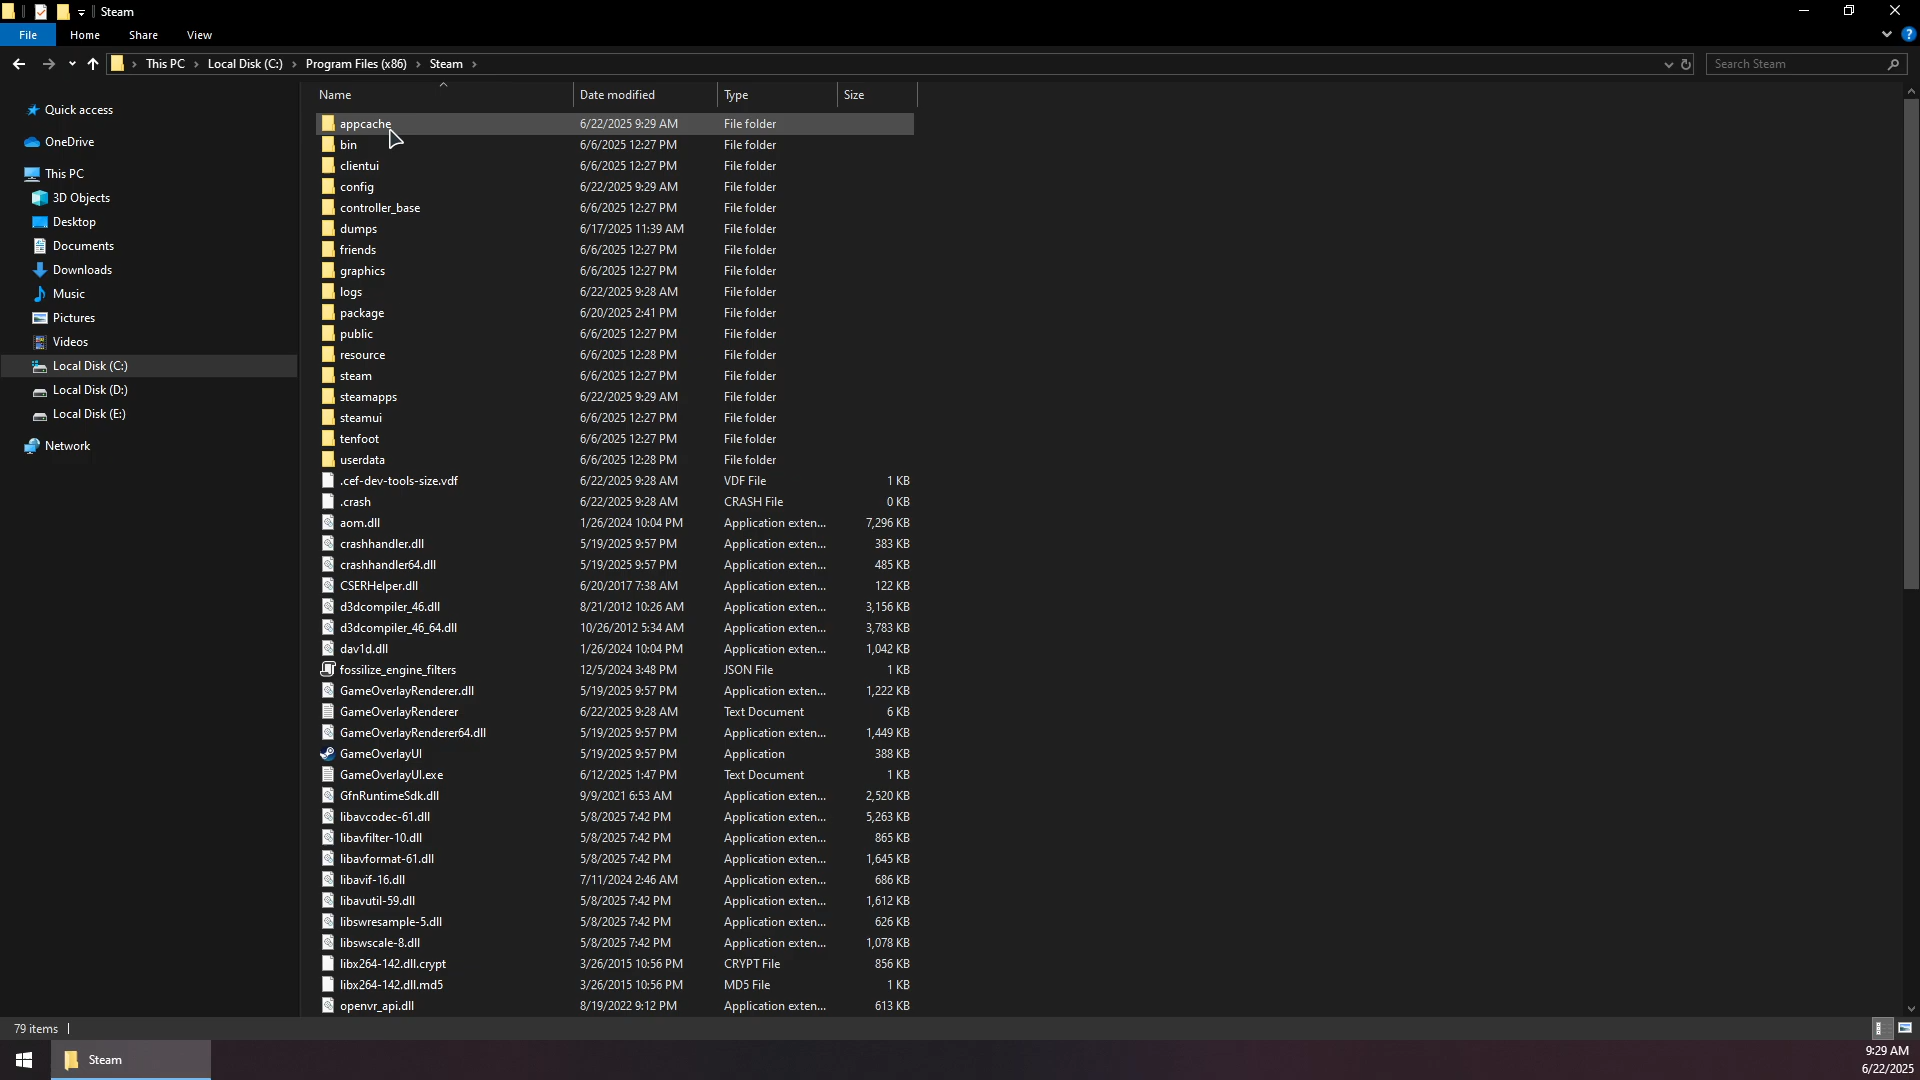 Steam
File Home Share View
This PC Local Disk (C:) Program Files (x86) Steam Search Steam
Name Date modified Type Size
Quick access
OneDrive
This PC
3D Objects
Desktop
Documents
Downloads
Music
Pictures
Videos
Local Disk (C:)
Local Disk (D:)
Local Disk (E:)
Network
appcache 6/22/2025 9:29 AM File folder
bin 6/6/2025 12:27 PM File folder
clientui 6/6/2025 12:27 PM File folder
config 6/22/2025 9:29 AM File folder
controller_base 6/6/2025 12:27 PM File folder
dumps 6/17/2025 11:39 AM File folder
friends 6/6/2025 12:27 PM File folder
graphics 6/6/2025 12:27 PM File folder
logs 6/22/2025 9:28 AM File folder
package 6/20/2025 2:41 PM File folder
public 6/6/2025 12:27 PM File folder
resource 6/6/2025 12:28 PM File folder
steam 6/6/2025 12:27 PM File folder
steamapps 6/22/2025 9:29 AM File folder
steamui 6/6/2025 12:27 PM File folder
tenfoot 6/6/2025 12:27 PM File folder
userdata 6/6/2025 12:28 PM File folder
.cef-dev-tools-size.vdf 6/22/2025 9:28 AM VDF File 1 KB
.crash 6/22/2025 9:28 AM CRASH File 0 KB
aom.dll 1/26/2024 10:04 PM Application exten... 7,296 KB
crashhandler.dll 5/19/2025 9:57 PM Application exten... 383 KB
crashhandler64.dll 5/19/2025 9:57 PM Application exten... 485 KB
CSERHelper.dll 6/20/2017 7:38 AM Application exten... 122 KB
d3dcompiler_46.dll 8/21/2012 10:26 AM Application exten... 3,156 KB
d3dcompiler_46_64.dll 10/26/2012 5:34 AM Application exten... 3,783 KB
dav1d.dll 1/26/2024 10:04 PM Application exten... 1,042 KB
fossilize_engine_filters 12/5/2024 3:48 PM JSON File 1 KB
GameOverlayRenderer.dll 5/19/2025 9:57 PM Application exten... 1,222 KB
GameOverlayRenderer 6/22/2025 9:28 AM Text Document 6 KB
GameOverlayRenderer64.dll 5/19/2025 9:57 PM Application exten... 1,449 KB
GameOverlayUI 5/19/2025 9:57 PM Application 388 KB
GameOverlayUI.exe 6/12/2025 1:47 PM Text Document 1 KB
GfnRuntimeSdk.dll 9/9/2021 6:53 AM Application exten... 2,520 KB
libavcodec-61.dll 5/8/2025 7:42 PM Application exten... 5,263 KB
libavfilter-10.dll 5/8/2025 7:42 PM Application exten... 865 KB
libavformat-61.dll 5/8/2025 7:42 PM Application exten... 1,645 KB
libavif-16.dll 7/11/2024 2:46 AM Application exten... 686 KB
libavutil-59.dll 5/8/2025 7:42 PM Application exten... 1,612 KB
libswresample-5.dll 5/8/2025 7:42 PM Application exten... 626 KB
libswscale-8.dll 5/8/2025 7:42 PM Application exten... 1,078 KB
libx264-142.dll.crypt 3/26/2015 10:56 PM CRYPT File 856 KB
libx264-142.dll.md5 3/26/2015 10:56 PM MD5 File 1 KB
openvr_api.dll 8/19/2022 9:12 PM Application exten... 613 KB
79 items
Steam
9:29 AM
6/22/2025